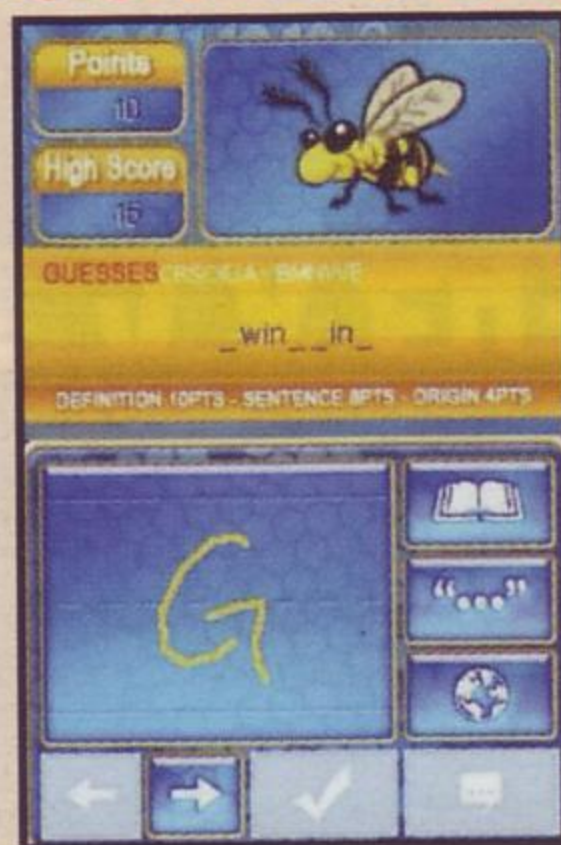 Points
10
High Score
15
GUESSES
_win__in_
DEFINITION 10PTS - SENTENCE 8PTS - ORIGIN 4PTS
G
“...”